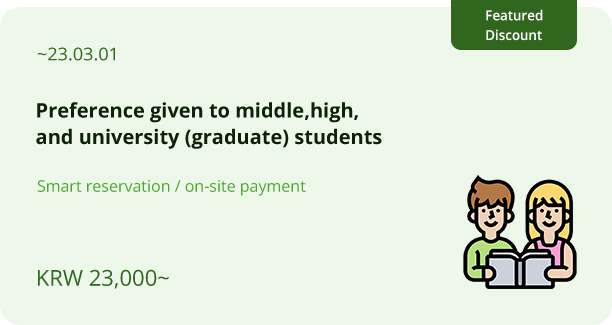 Featured
Discount
~23.03.01
Preference given to middle,high,
and university (graduate) students
Smart reservation / on-site payment
KRW 23,000~